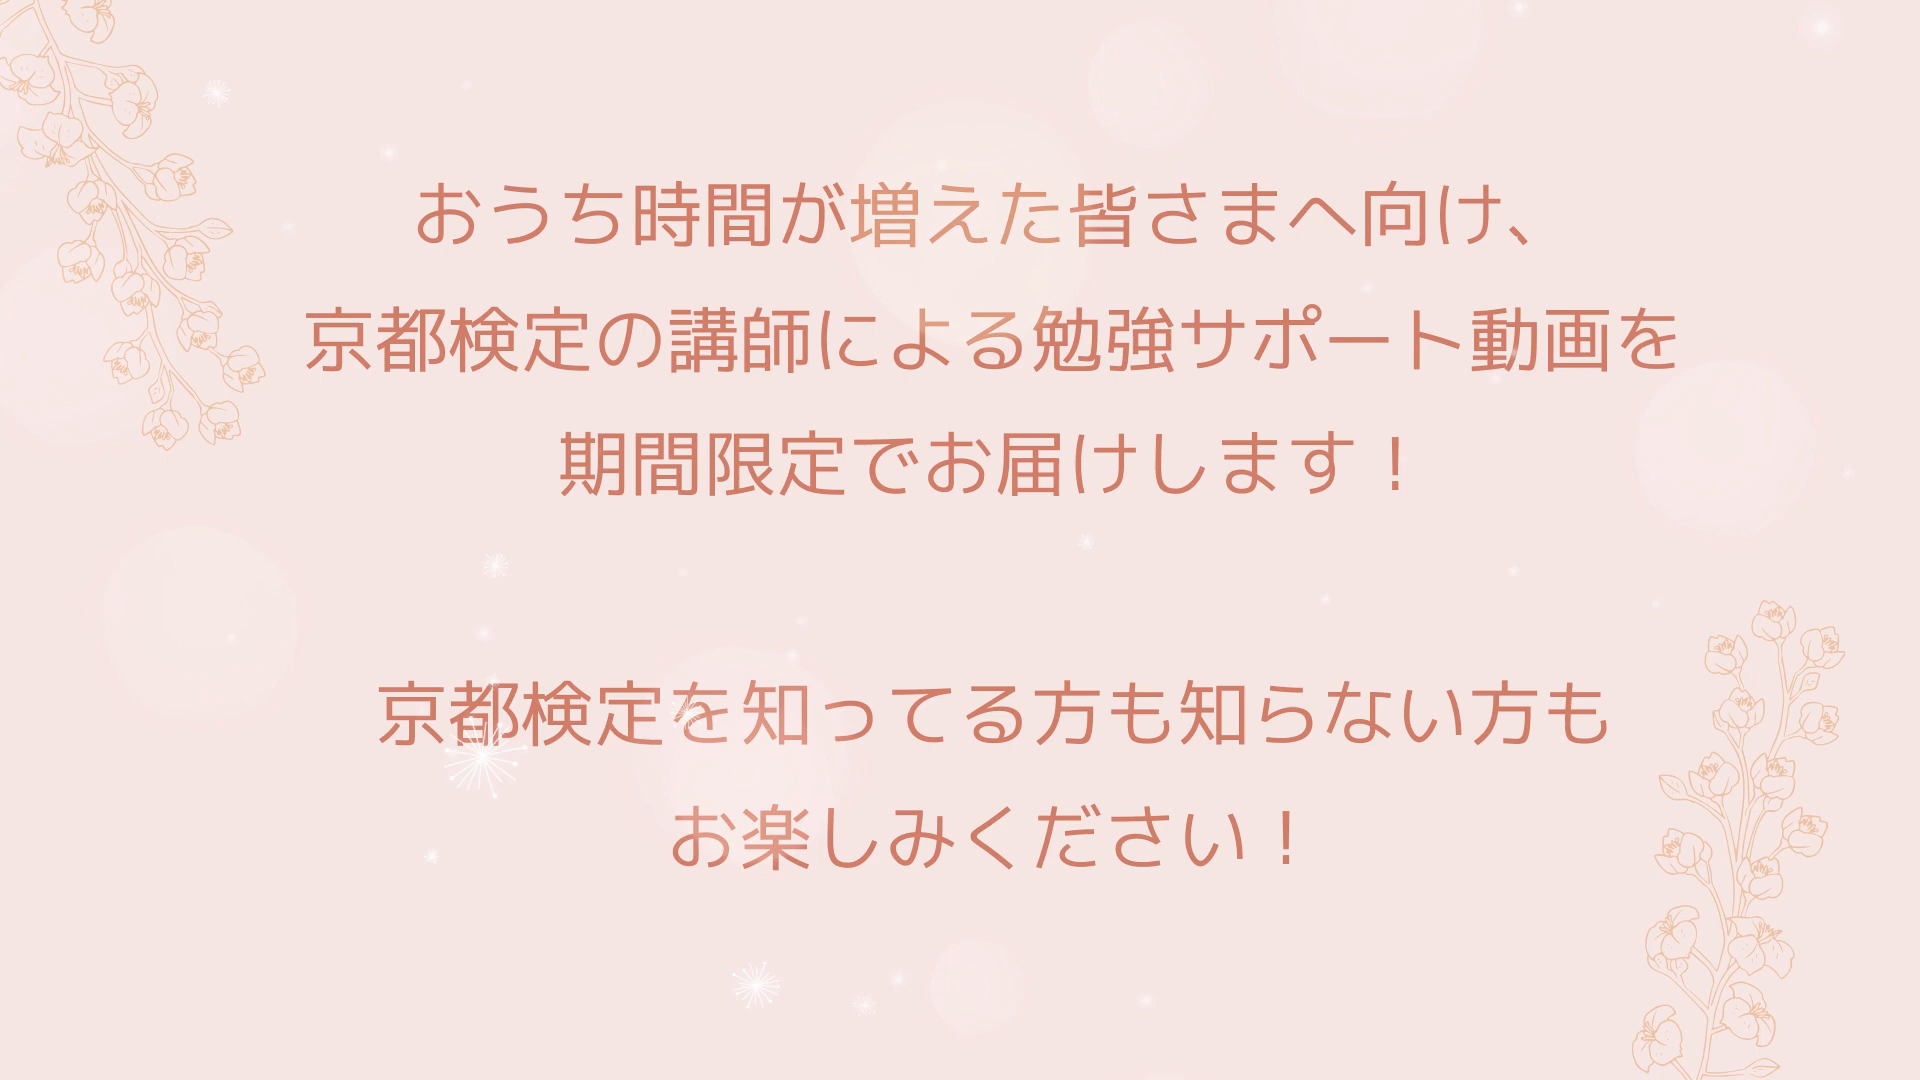 おうち時間が増えた皆さまへ向け、
京都検定の講師による勉強サポート動画を
期間限定でお届けします！
京都検定を知ってる方も知らない方も
お楽しみください！